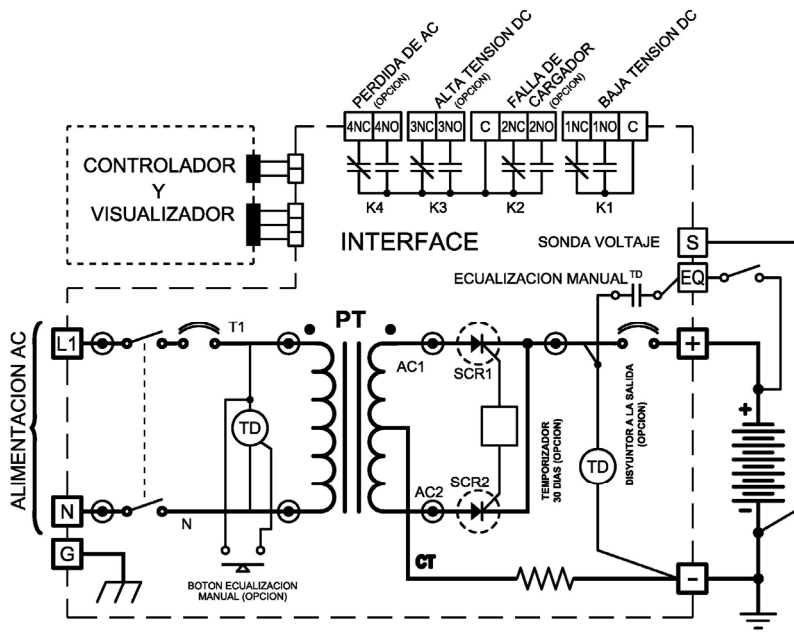 PERDIDA DE AC
(OPCION)
ALTA TENSION DC
(OPCION)
FALLA DE
CARGADOR
(OPCION)
BAJA TENSION DC
4NC 4NO 3NC 3NO C 2NC 2NO 1NC 1NO C
K4 K3 K2 K1
CONTROLADOR
Y
VISUALIZADOR
INTERFACE
SONDA VOLTAJE S
ECUALIZACION MANUAL TD EQ
ALIMENTACION AC
L1
T1
PT
AC1
SCR1
+
TD
TEMPORIZADOR
30 DIAS (OPCION)
TD
DISYUNTOR A LA SALIDA
(OPCION)
+
-
N
N
AC2
SCR2
G
CT
-
BOTON ECUALIZACION
MANUAL (OPCION)